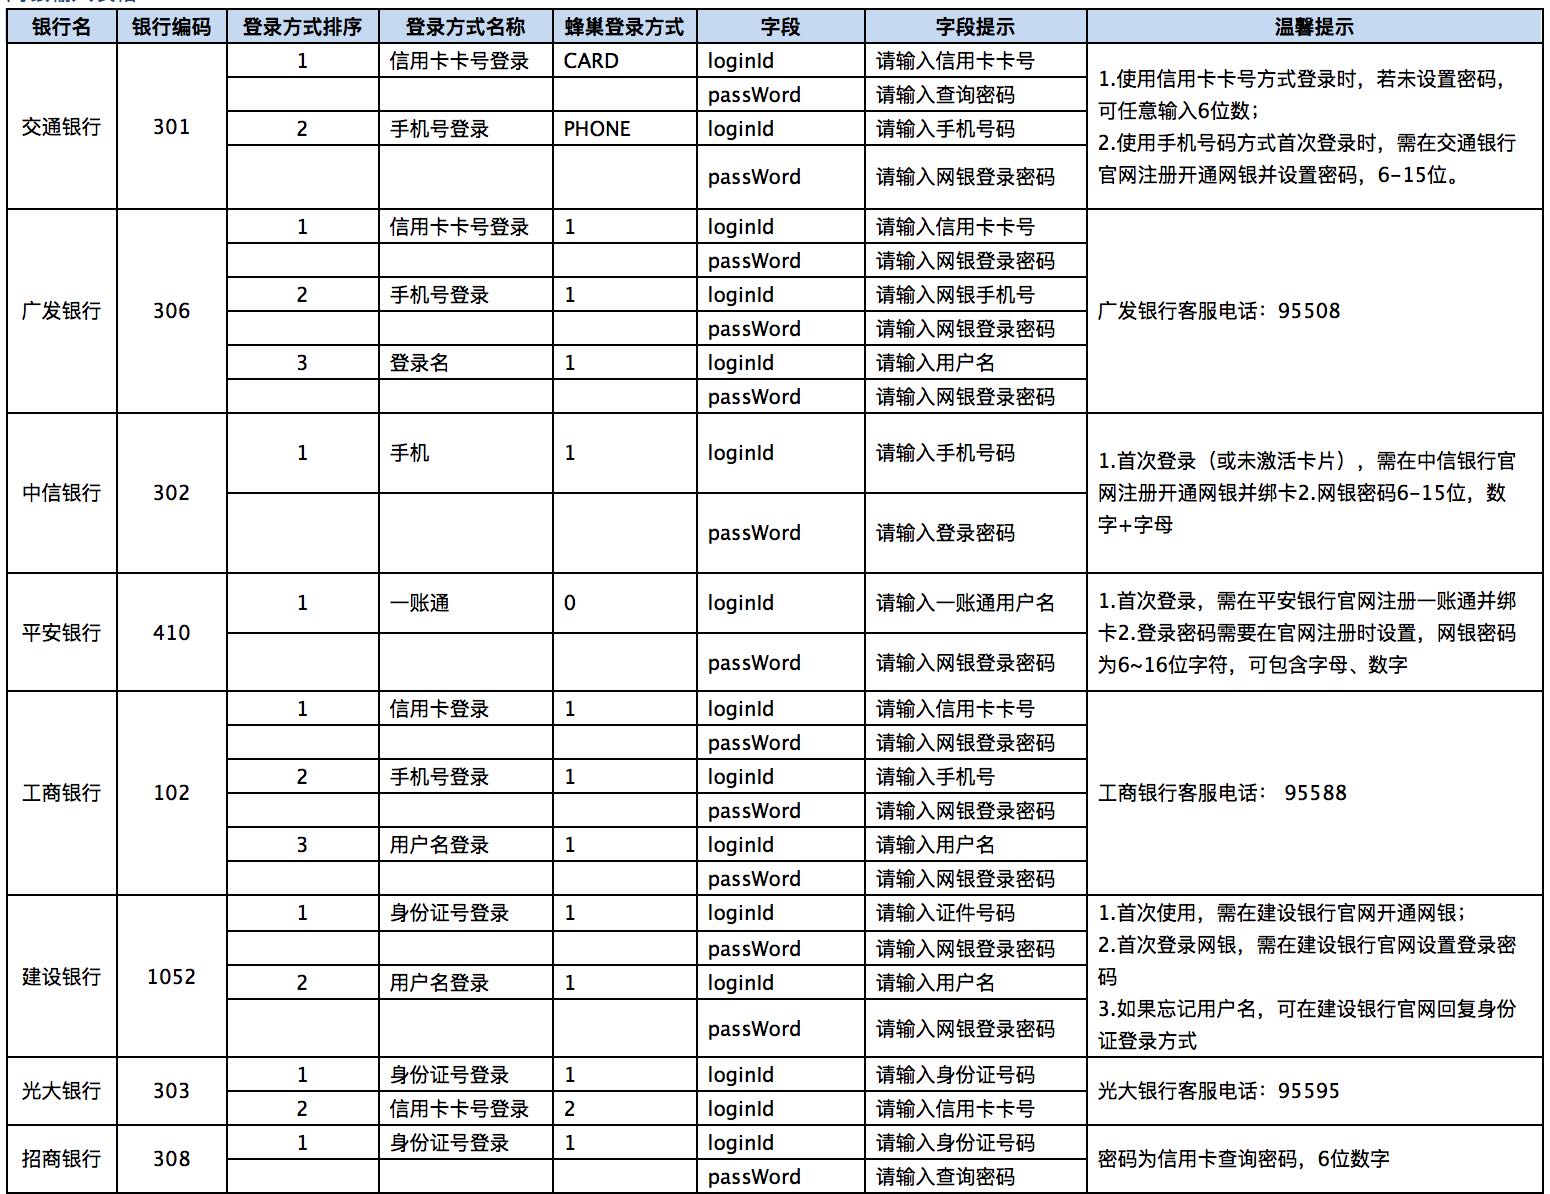 银行名 银行编码 登录方式排序 登录方式名称 蜂巢登录方式 字段 字段提示 温馨提示
交通银行 301 1 信用卡卡号登录 CARD loginId 请输入信用卡卡号
passWord 请输入查询密码
2 手机号登录 PHONE loginId 请输入手机号码
passWord 请输入网银登录密码
1.使用信用卡卡号方式登录时，若未设置密码，
可任意输入6位数；
2.使用手机号码方式首次登录时，需在交通银行
官网注册开通网银并设置密码，6-15位。
广发银行 306 1 信用卡卡号登录 1 loginId 请输入信用卡卡号
passWord 请输入网银登录密码
2 手机号登录 1 loginId 请输入网银手机号
passWord 请输入网银登录密码
3 登录名 1 loginId 请输入用户名
passWord 请输入网银登录密码
广发银行客服电话：95508
中信银行 302 1 手机 1 loginId 请输入手机号码
passWord 请输入登录密码
1.首次登录（或未激活卡片），需在中信银行官
网注册开通网银并绑卡2.网银密码6-15位，数
字+字母
平安银行 410 1 一账通 0 loginId 请输入一账通用户名
passWord 请输入网银登录密码
1.首次登录，需在平安银行官网注册一账通并绑
卡2.登录密码需要在官网注册时设置，网银密码
为6~16位字符，可包含字母、数字
工商银行 102 1 信用卡登录 1 loginId 请输入信用卡卡号
passWord 请输入网银登录密码
2 手机号登录 1 loginId 请输入手机号
passWord 请输入网银登录密码
3 用户名登录 1 loginId 请输入用户名
passWord 请输入网银登录密码
工商银行客服电话： 95588
建设银行 1052 1 身份证号登录 1 loginId 请输入证件号码
passWord 请输入网银登录密码
2 用户名登录 1 loginId 请输入用户名
passWord 请输入网银登录密码
1.首次使用，需在建设银行官网开通网银；
2.首次登录网银，需在建设银行官网设置登录密
码
3.如果忘记用户名，可在建设银行官网回复身份
证登录方式
光大银行 303 1 身份证号登录 1 loginId 请输入身份证号码
2 信用卡卡号登录 2 loginId 请输入信用卡卡号
光大银行客服电话：95595
招商银行 308 1 身份证号登录 1 loginId 请输入身份证号码
passWord 请输入查询密码
密码为信用卡查询密码，6位数字